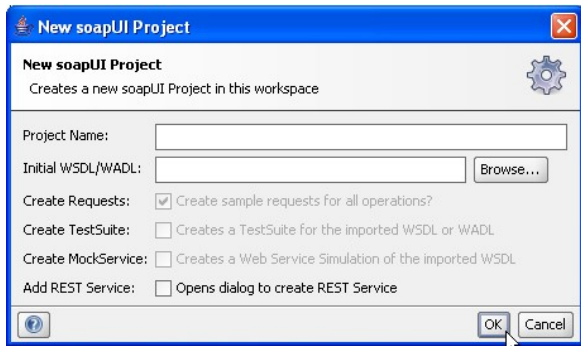 New soapUI Project
New soapUI Project
Creates a new soapUI Project in this workspace
Project Name:
Initial WSDL/WADL: Browse...
Create Requests: Create sample requests for all operations?
Create TestSuite: Creates a TestSuite for the imported WSDL or WADL
Create MockService: Creates a Web Service Simulation of the imported WSDL
Add REST Service: Opens dialog to create REST Service
? OK Cancel